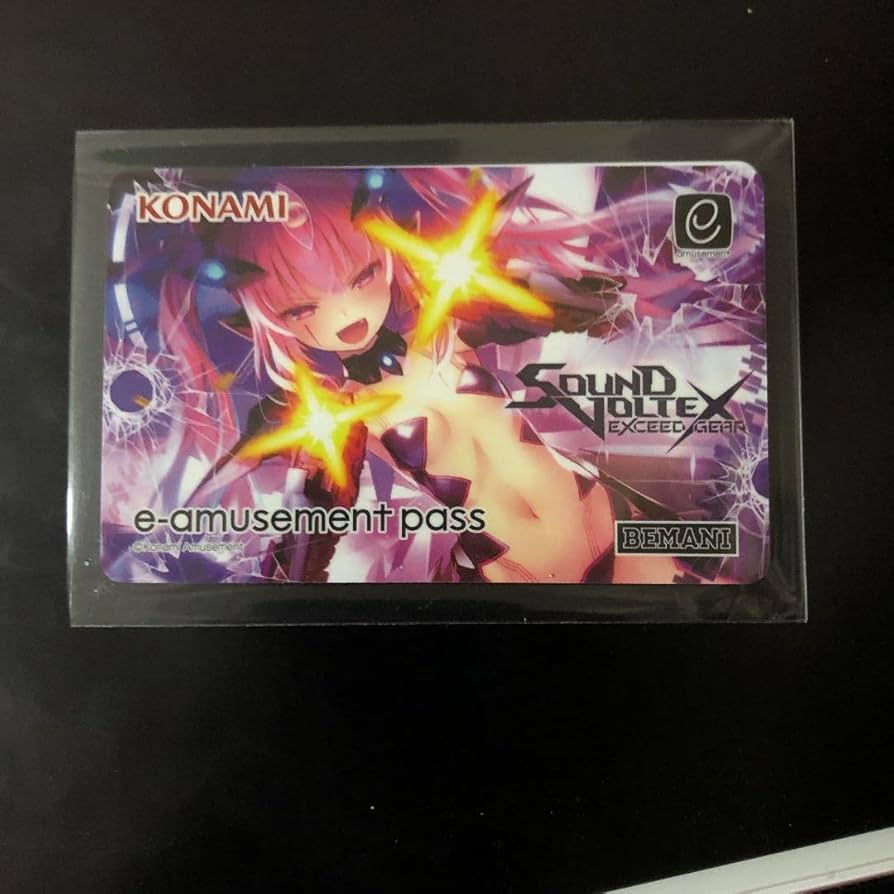 KONAMI
e
amusement
SOUND
VOLTEX
EXCEED GEAR
e-amusement pass
©Konami Amusement
BEMANI